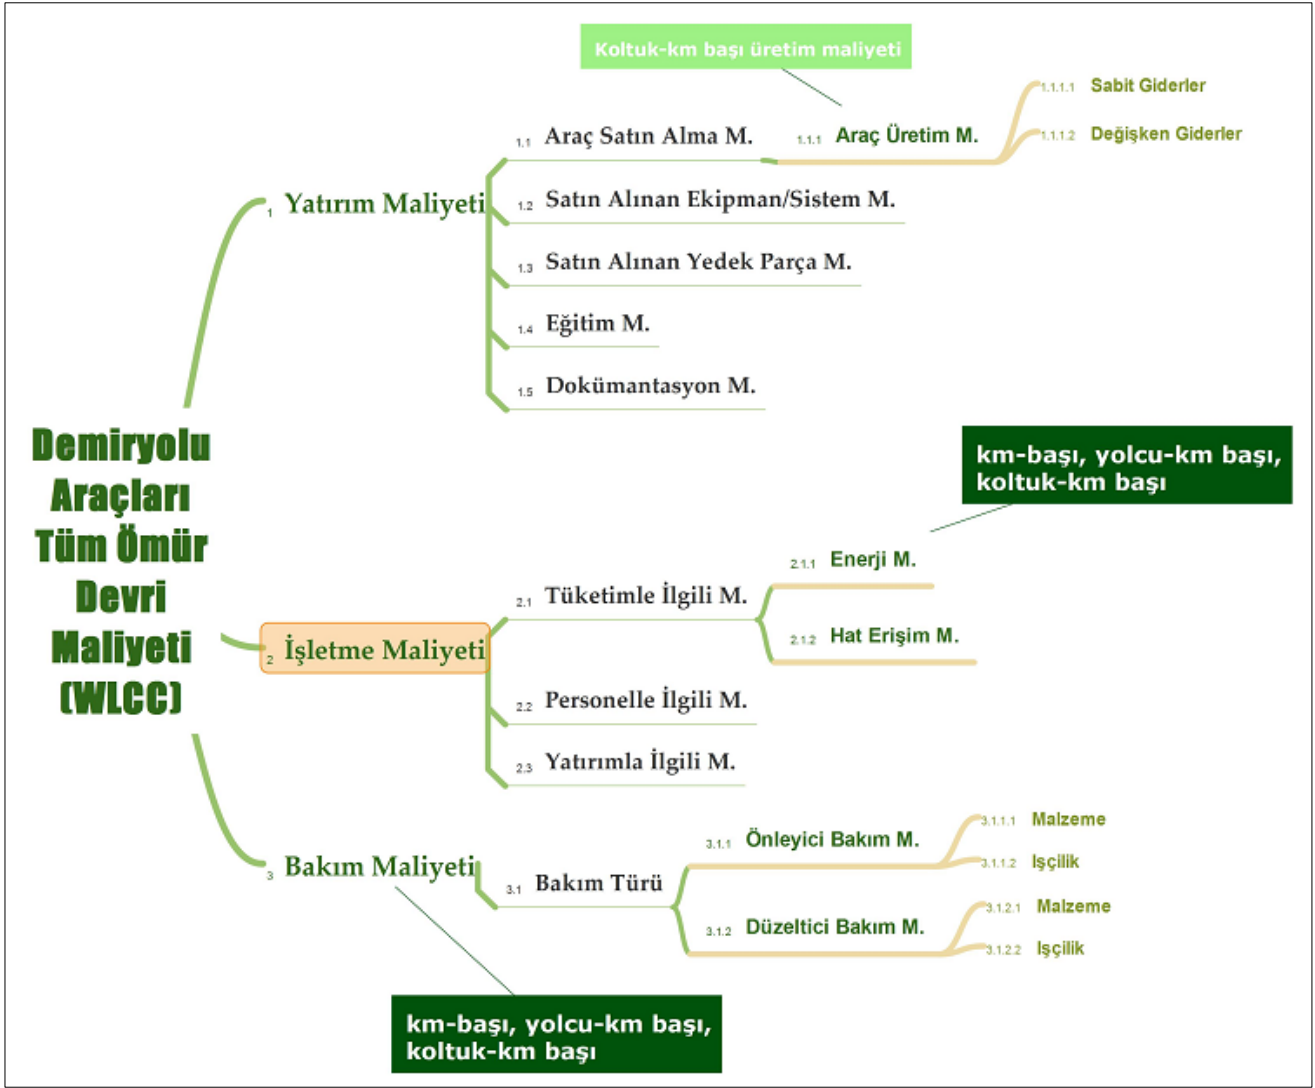 Koltuk-km başı üretim maliyeti
1.1.1.1 Sabit Giderler
1.1 Araç Satın Alma M. 1.1.1 Araç Üretim M. 1.1.1.2 Değişken Giderler
1 Yatırım Maliyeti 1.2 Satın Alınan Ekipman/Sistem M.
1.3 Satın Alınan Yedek Parça M.
1.4 Eğitim M.
1.5 Dokümantasyon M.
Demiryolu
Araçları
Tüm Ömür
Devri
Maliyeti
(WLCC)
km-başı, yolcu-km başı,
koltuk-km başı
2.1.1 Enerji M.
2.1 Tüketimle İlgili M.
2.1.2 Hat Erişim M.
2 İşletme Maliyeti
2.2 Personelle İlgili M.
2.3 Yatırımla İlgili M.
3.1.1.1 Malzeme
3.1.1 Önleyici Bakım M.
3.1.1.2 Işçilik
3 Bakım Maliyeti 3.1 Bakım Türü
3.1.2.1 Malzeme
3.1.2 Düzeltici Bakım M.
3.1.2.2 Işçilik
km-başı, yolcu-km başı,
koltuk-km başı